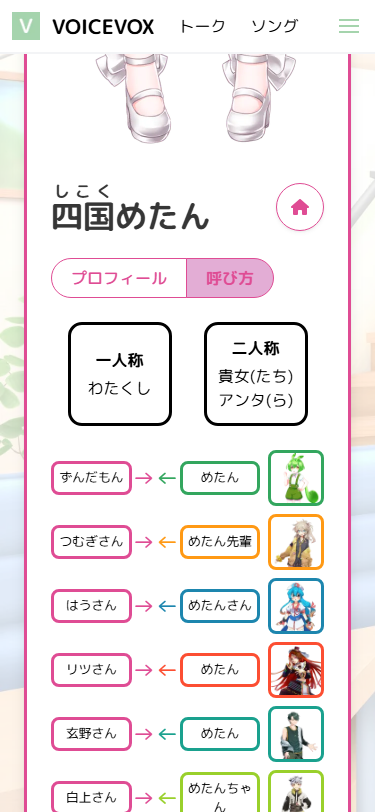 V VOICEVOX トーク ソング
しこく
四国めたん
プロフィール 呼び方
一人称
わたくし
二人称
貴女(たち)
アンタ(ら)
ずんだもん → ← めたん
つむぎさん → ← めたん先輩
はうさん → ← めたんさん
リツさん → ← めたん
玄野さん → ← めたん
白上さん → ← めたんちゃ
ん